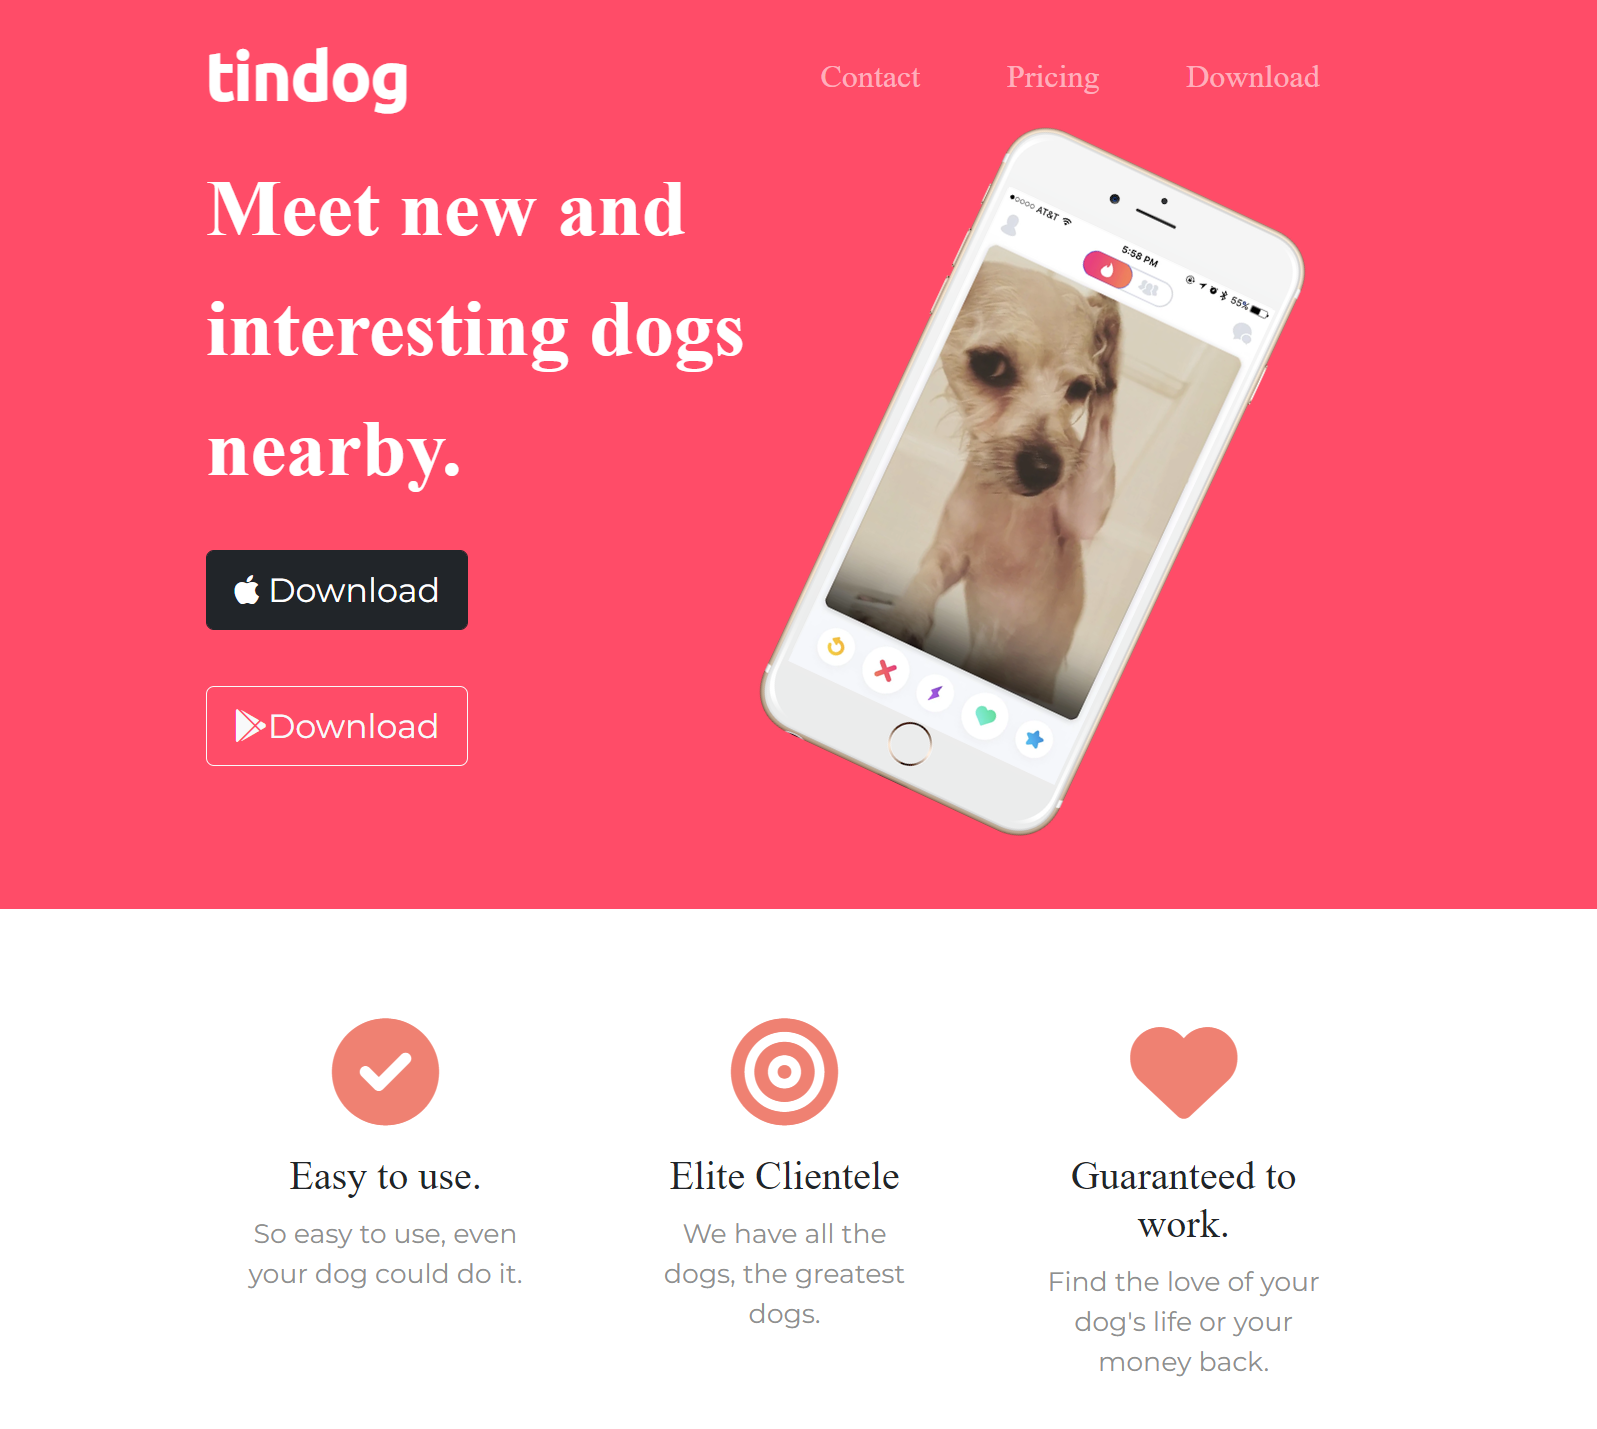 tindog
Contact Pricing Download
Meet new and
interesting dogs
nearby.
AT&T
5:58 PM
55%
Download
Download
Easy to use.
So easy to use, even
your dog could do it.
Elite Clientele
We have all the
dogs, the greatest
dogs.
Guaranteed to
work.
Find the love of your
dog's life or your
money back.